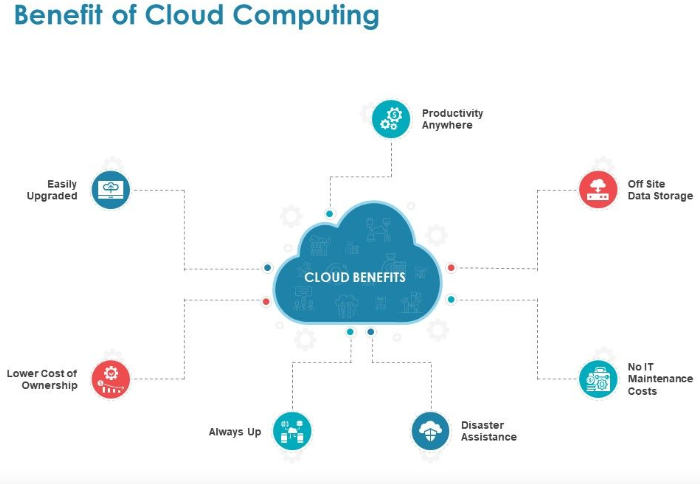 Benefit of Cloud Computing
Productivity
Anywhere
Easily
Upgraded
Off Site
Data Storage
CLOUD BENEFITS
Lower Cost of
Ownership
No IT
Maintenance
Costs
Always Up
Disaster
Assistance